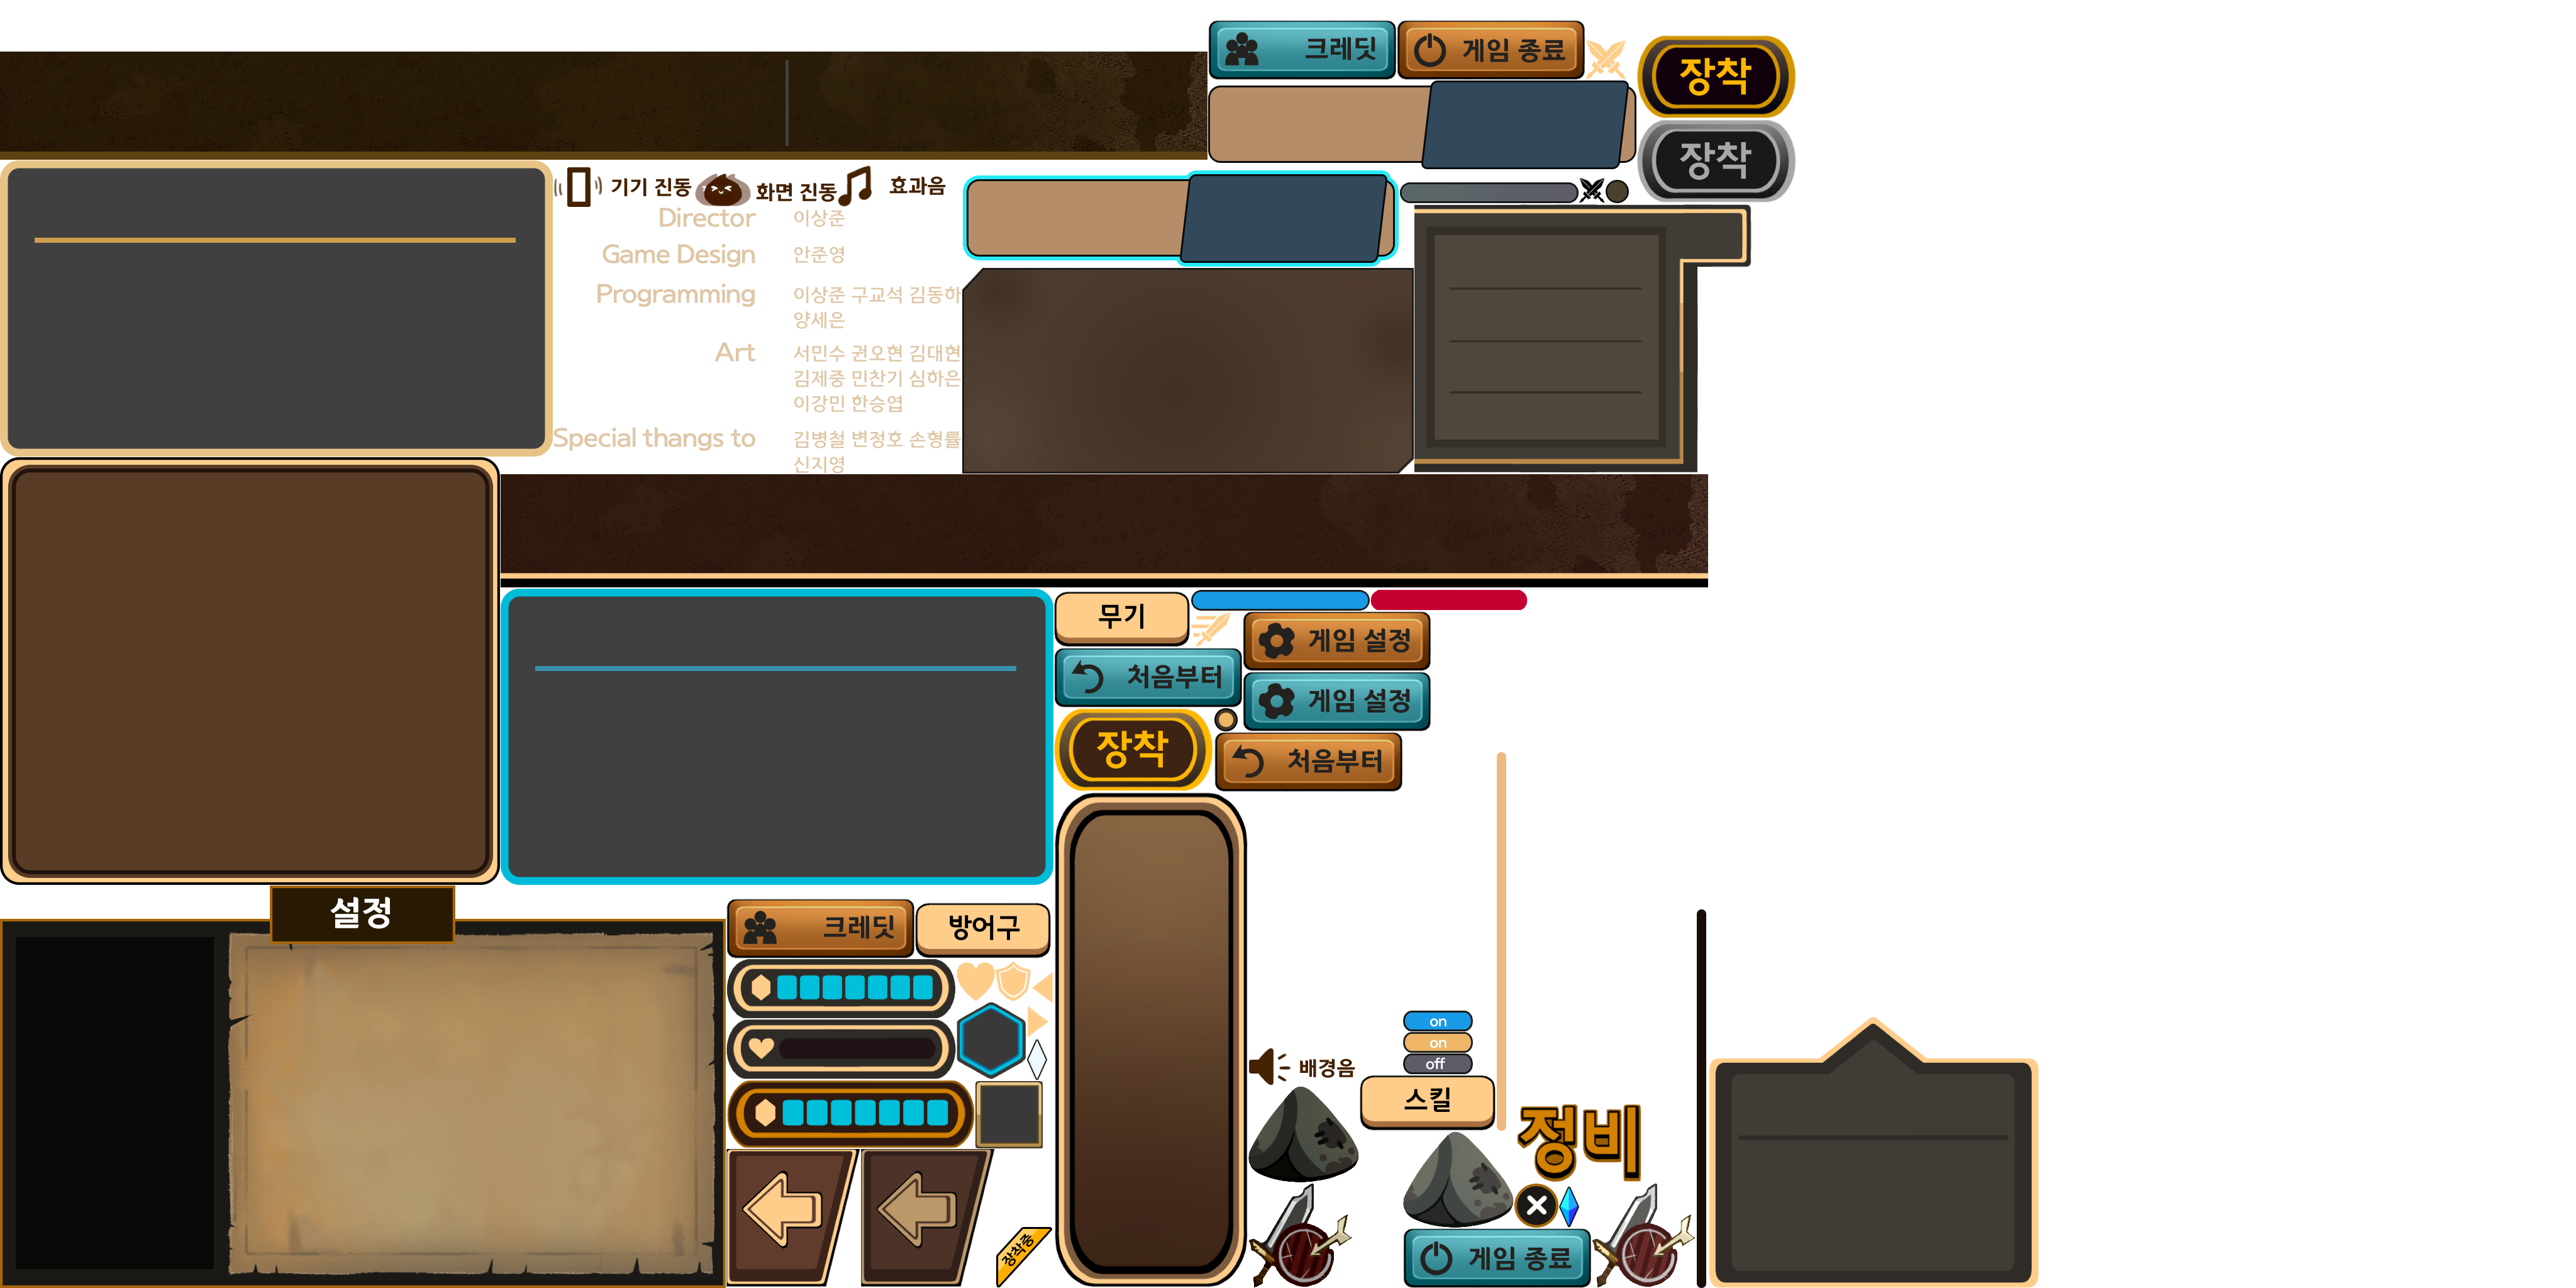 크레딧
게임 종료
장착
장착
기기 진동
화면 진동
효과음
Director
이상준
Game Design
안준영
Programming
이상준 구교석 김동하
양세은
Art
서민수 권오현 김대현
김제중 민찬기 심하은
이강민 한승엽
Special thangs to
김병철 변정호 손형률
신지영
무기
게임 설정
처음부터
게임 설정
장착
처음부터
설정
크레딧
방어구
on
on
off
배경음
스킬
정비
장착중
게임 종료